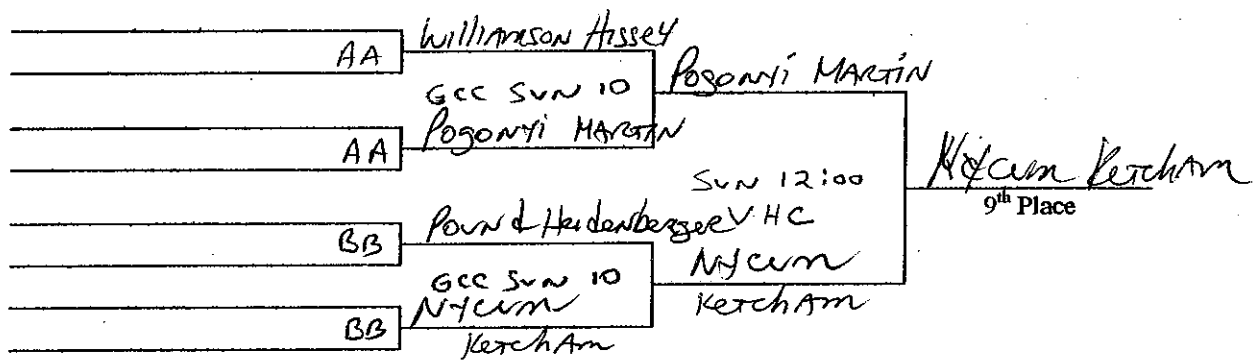 Williamson Hissey
AA
GCC SUN 10
Pogonyi MARTIN
AA
Pogonyi MARTIN
SUN 12:00
VHC
Nycum Ketcham
9th Place
BB
Pound Heidenberger
GCC SUN 10
Nycum
Ketcham
BB
Nycum
Ketcham